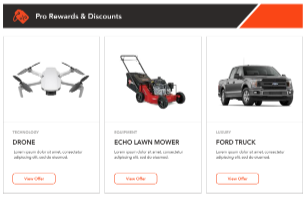 Pro Rewards & Discounts
TECHNOLOGY
DRONE
Lorem ipsum dolor sit amet, consectetur
adipiscing elit, sed do eiusmod.
View Offer
EQUIPMENT
ECHO LAWN MOWER
Lorem ipsum dolor sit amet, consectetur
adipiscing elit, sed do eiusmod.
View Offer
LUXURY
FORD TRUCK
Lorem ipsum dolor sit amet, consectetur
adipiscing elit, sed do eiusmod.
View Offer